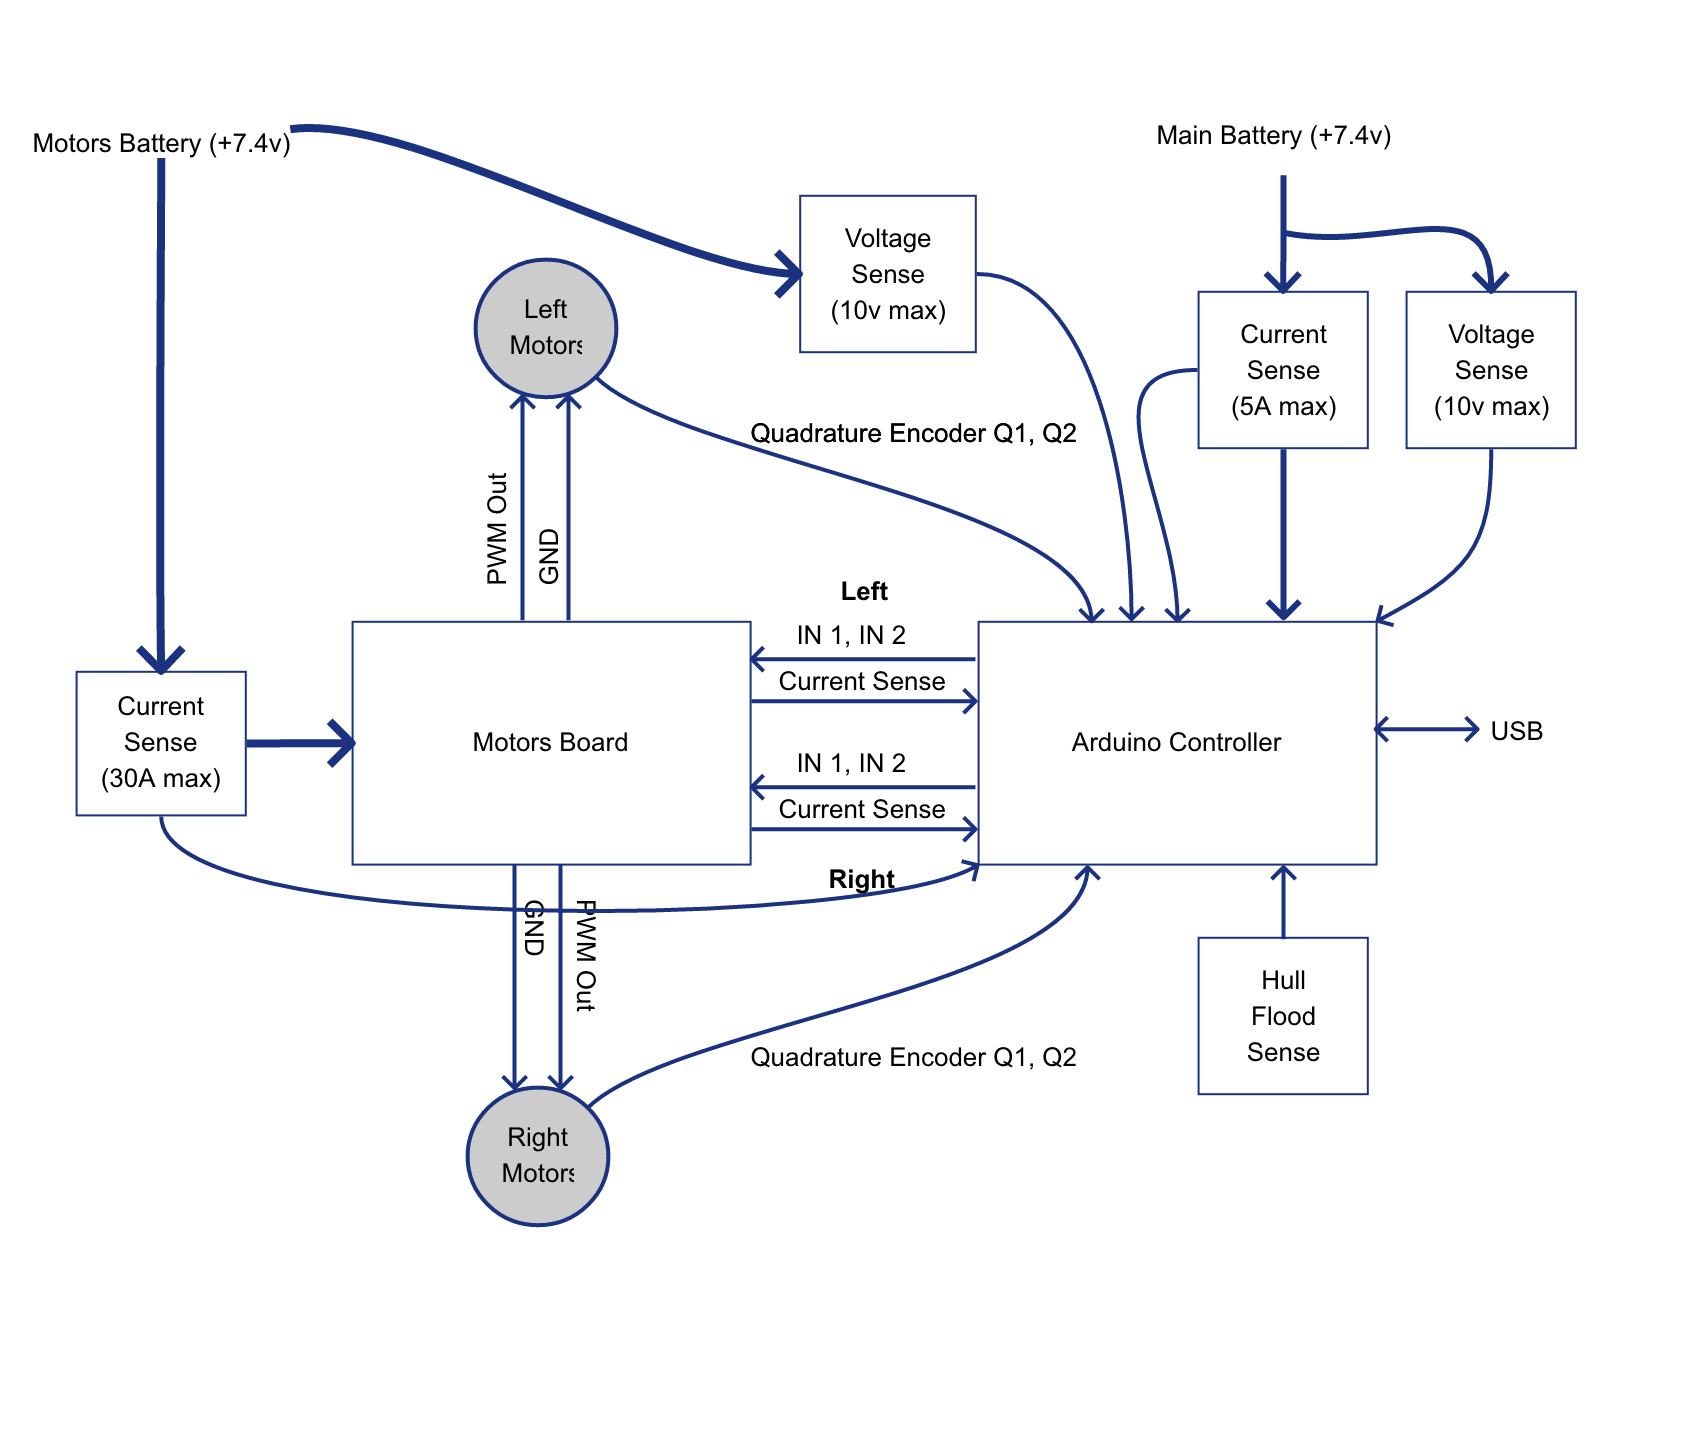 Motors Battery (+7.4v)
Main Battery (+7.4v)
Voltage
Sense
(10v max)
Left
Motors
Current
Sense
(5A max)
Voltage
Sense
(10v max)
Quadrature Encoder Q1, Q2
PWM Out
GND
Left
IN 1, IN 2
Current Sense
Current
Sense
(30A max)
Motors Board
Arduino Controller
USB
IN 1, IN 2
Current Sense
Right
GND
PWM Out
Hull
Flood
Sense
Quadrature Encoder Q1, Q2
Right
Motors